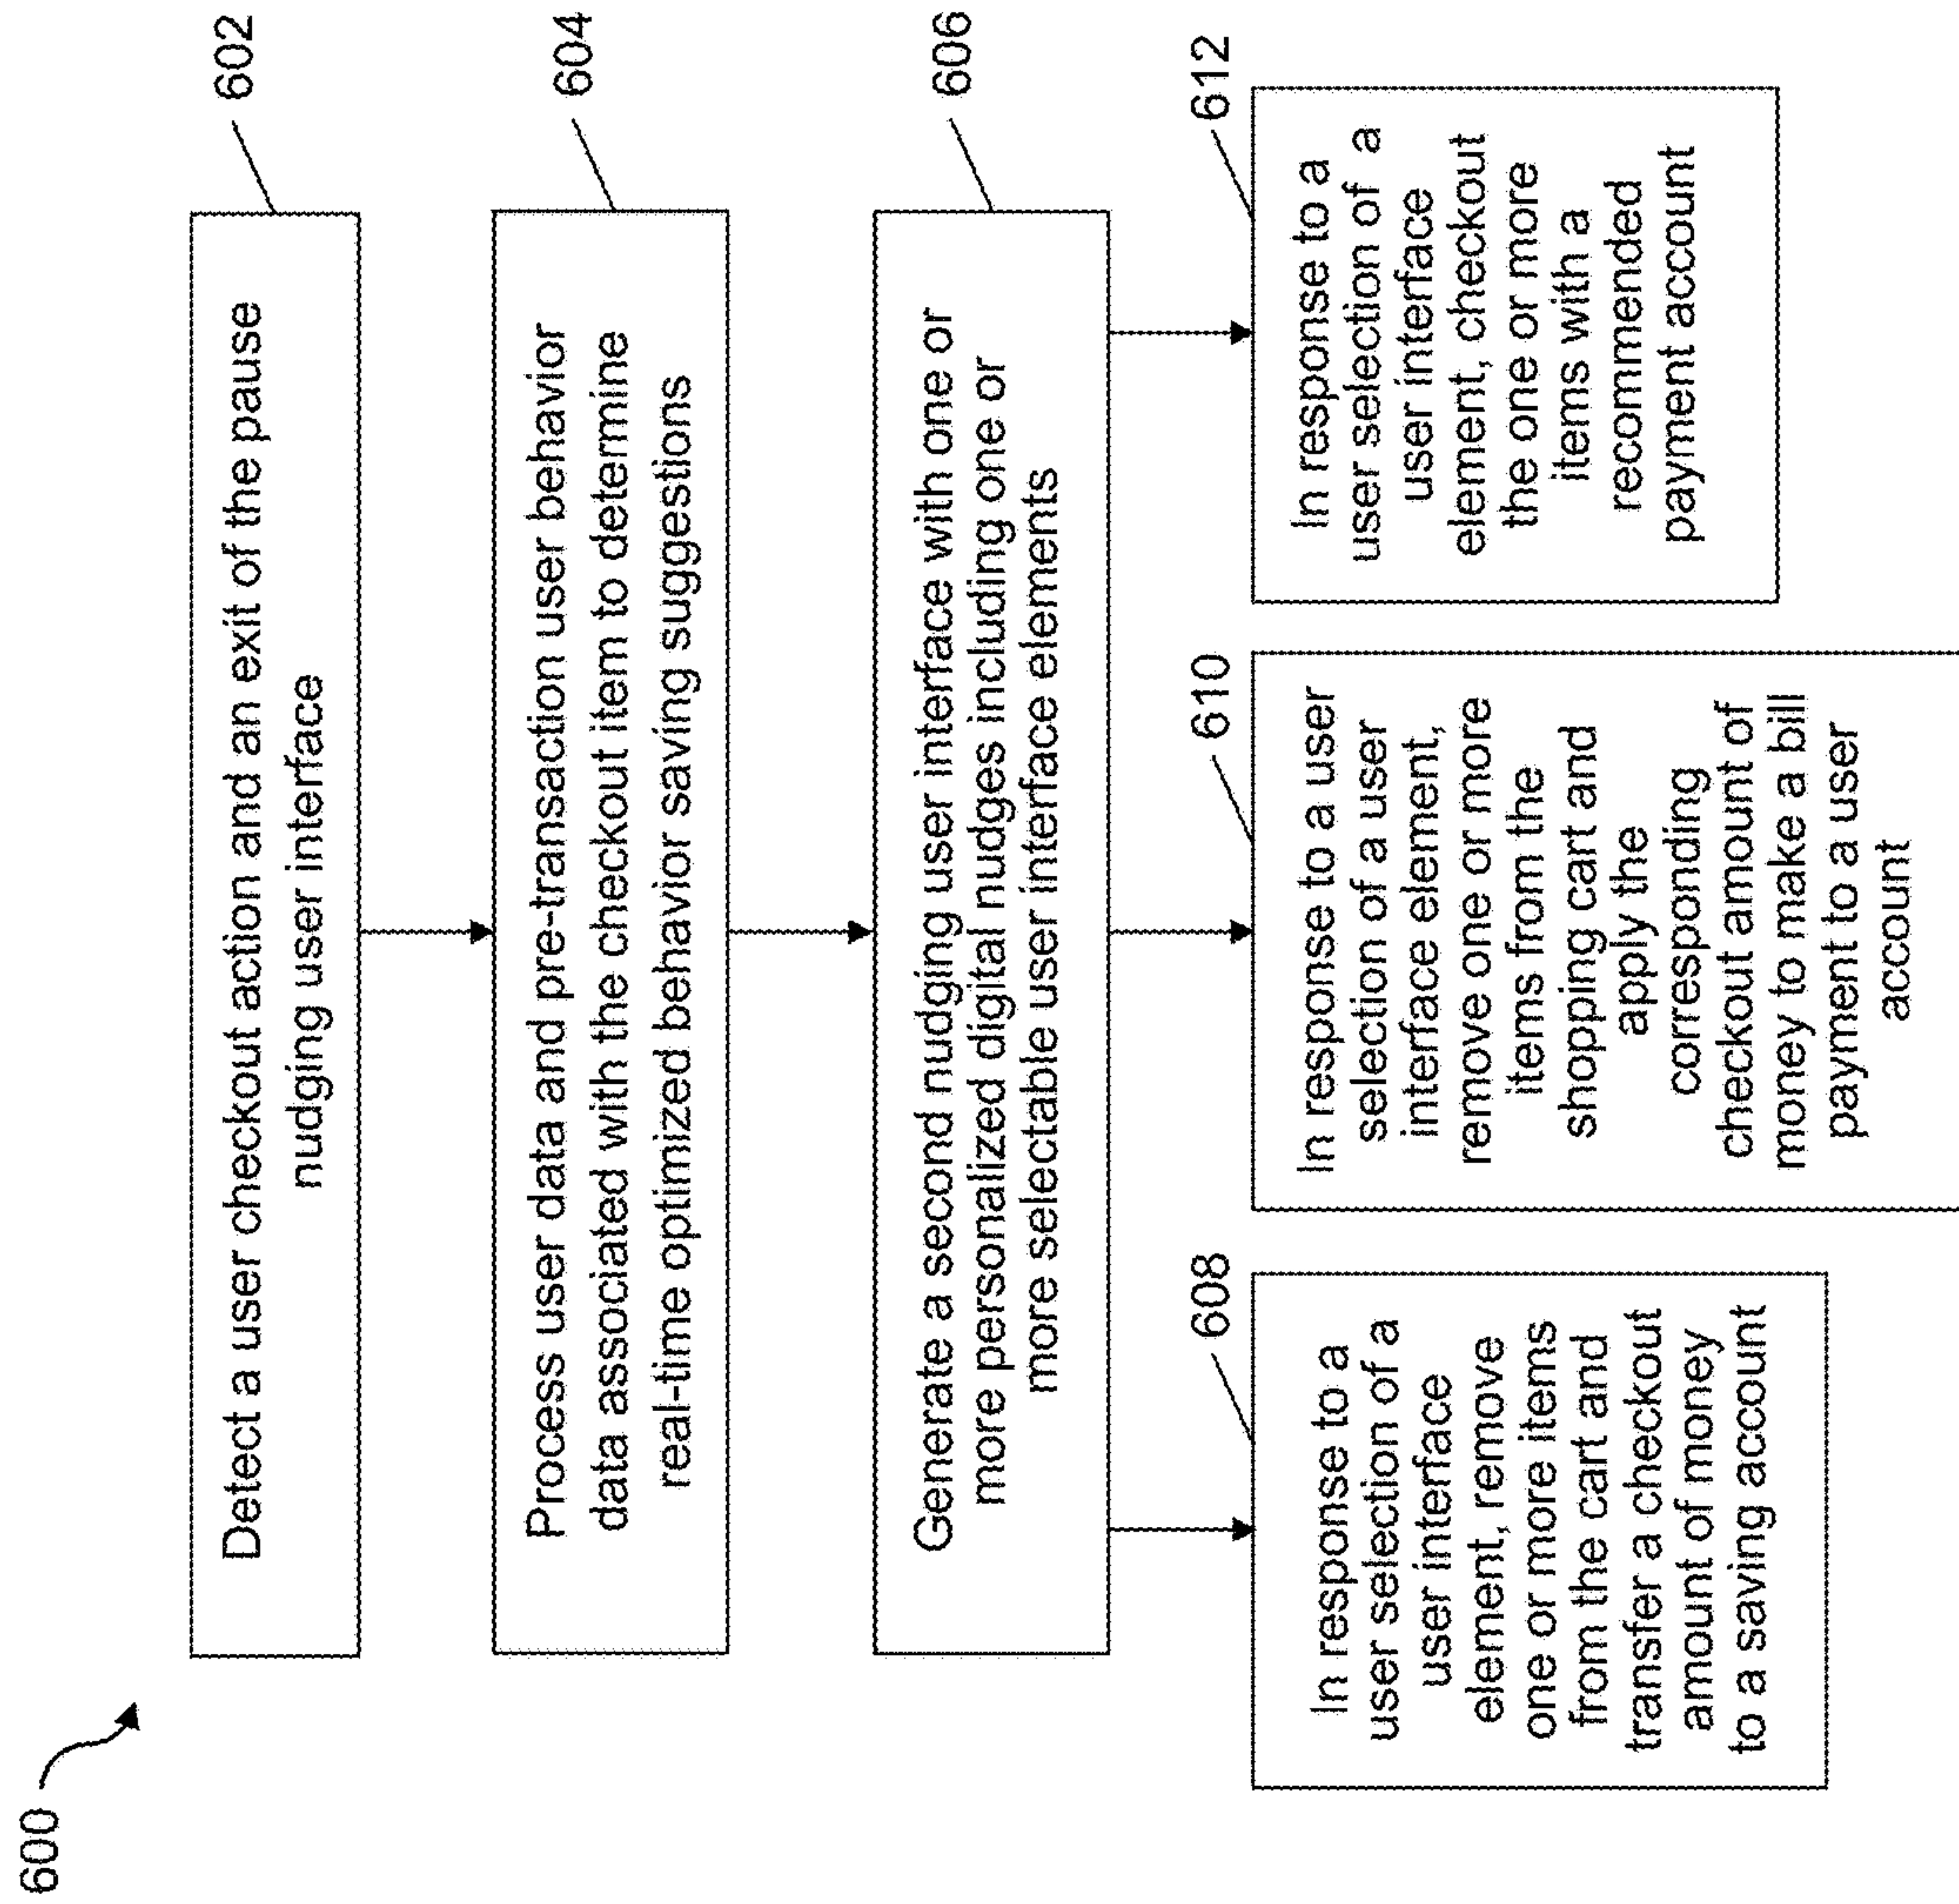 600
602
Detect a user checkout action and an exit of the pause
nudging user interface
604
Process user data and pre-transaction user behavior
data associated with the checkout item to determine
real-time optimized behavior saving suggestions
606
Generate a second nudging user interface with one or
more personalized digital nudges including one or
more selectable user interface elements
608
In response to a
user selection of a
user interface
element, remove
one or more items
from the cart and
transfer a checkout
amount of money
to a saving account
610
In response to a user
selection of a user
interface element,
remove one or more
items from the
shopping cart and
apply the
corresponding
checkout amount of
money to make a bill
payment to a user
account
612
In response to a
user selection of a
user interface
element, checkout
the one or more
items with a
recommended
payment account